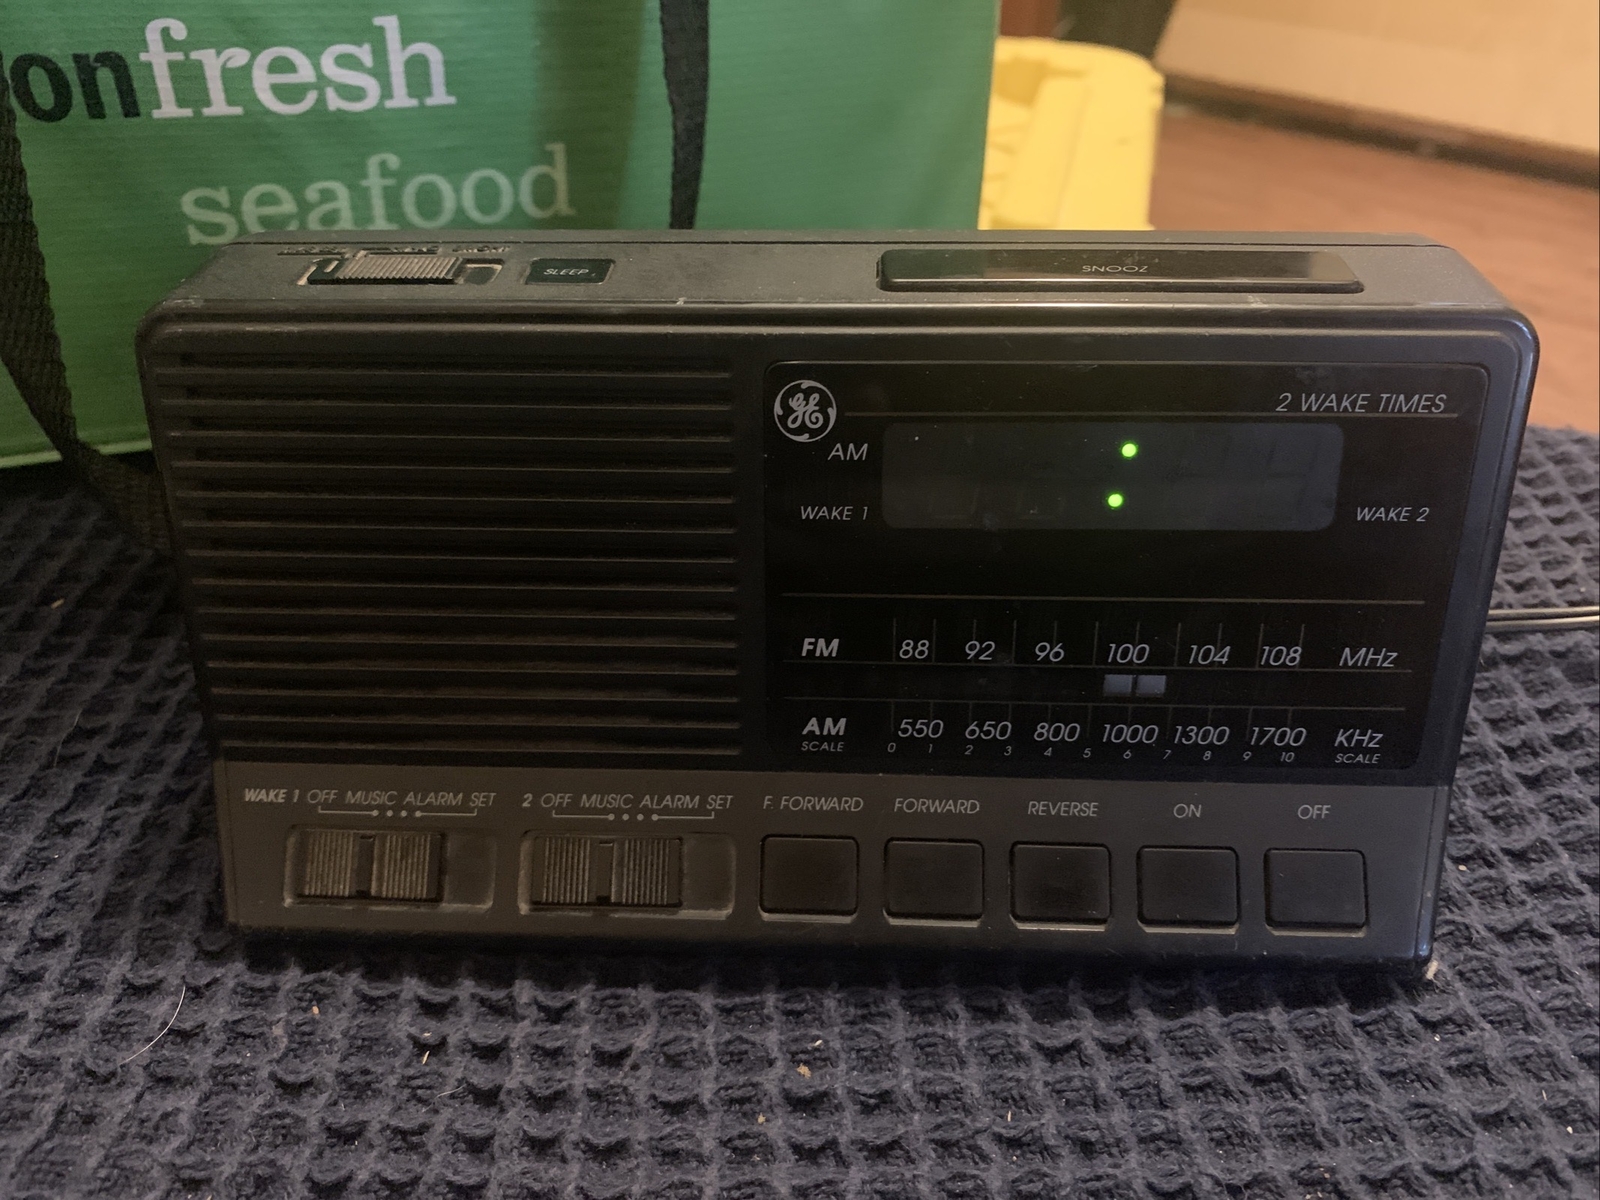 onfresh
seafood
SLEEP
SNOOZ
GE
2 WAKE TIMES
AM
WAKE 1
WAKE 2
FM 88 92 96 100 104 108 MHz
AM 550 650 800 1000 1300 1700 KHz
SCALE 0 1 2 3 4 5 6 7 8 9 10 SCALE
WAKE 1 OFF MUSIC ALARM SET 2 OFF MUSIC ALARM SET F. FORWARD FORWARD REVERSE ON OFF